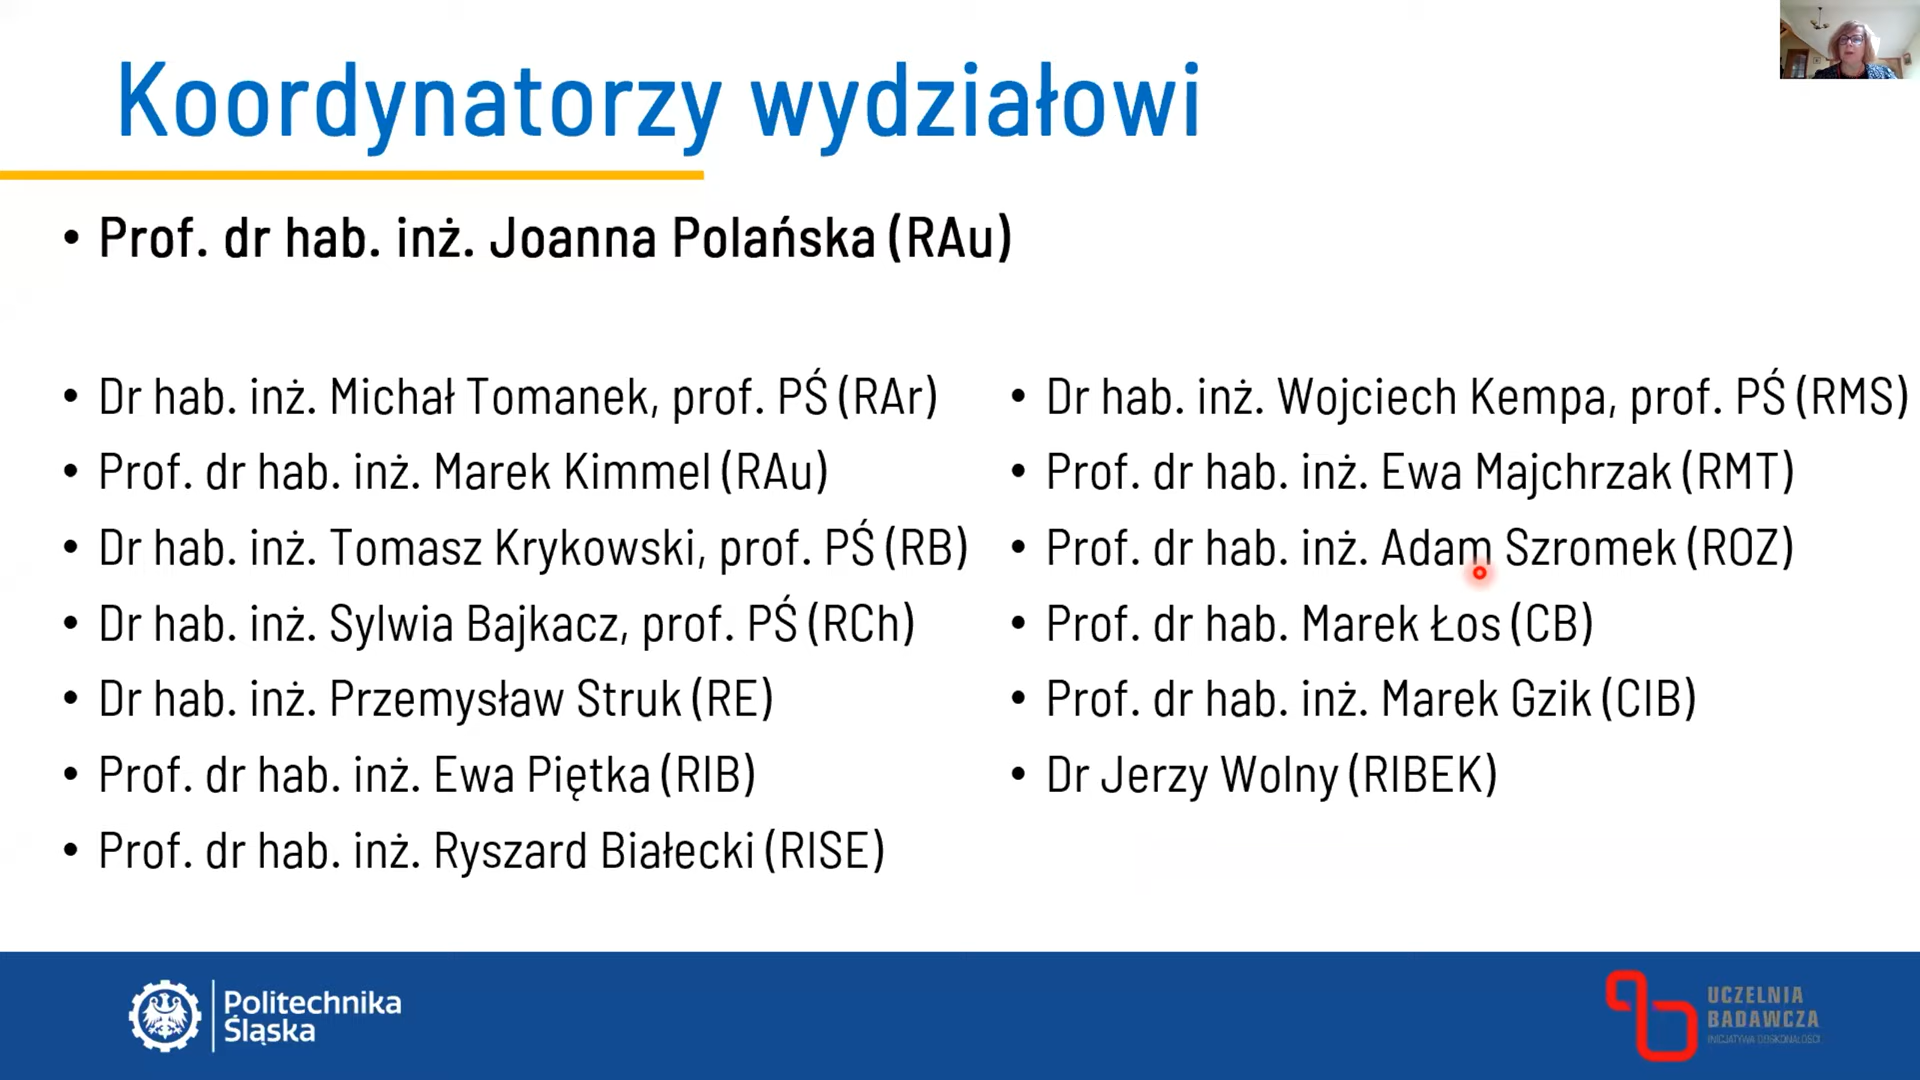 Koordynatorzy wydziałowi
• Prof. dr hab. inż. Joanna Polańska (RAu)
• Dr hab. inż. Michał Tomanek, prof. PŚ (RAr)
• Prof. dr hab. inż. Marek Kimmel (RAu)
• Dr hab. inż. Tomasz Krykowski, prof. PŚ (RB)
• Dr hab. inż. Sylwia Bajkacz, prof. PŚ (RCh)
• Dr hab. inż. Przemysław Struk (RE)
• Prof. dr hab. inż. Ewa Piętka (RIB)
• Prof. dr hab. inż. Ryszard Białecki (RISE)
• Dr hab. inż. Wojciech Kempa, prof. PŚ (RMS)
• Prof. dr hab. inż. Ewa Majchrzak (RMT)
• Prof. dr hab. inż. Adam Szromek (ROZ)
• Prof. dr hab. Marek Łos (CB)
• Prof. dr hab. inż. Marek Gzik (CIB)
• Dr Jerzy Wolny (RIBEK)
Politechnika
Śląska
UCZELNIA
BADAWCZA
INICJATYWA DOSKONAŁOŚCI